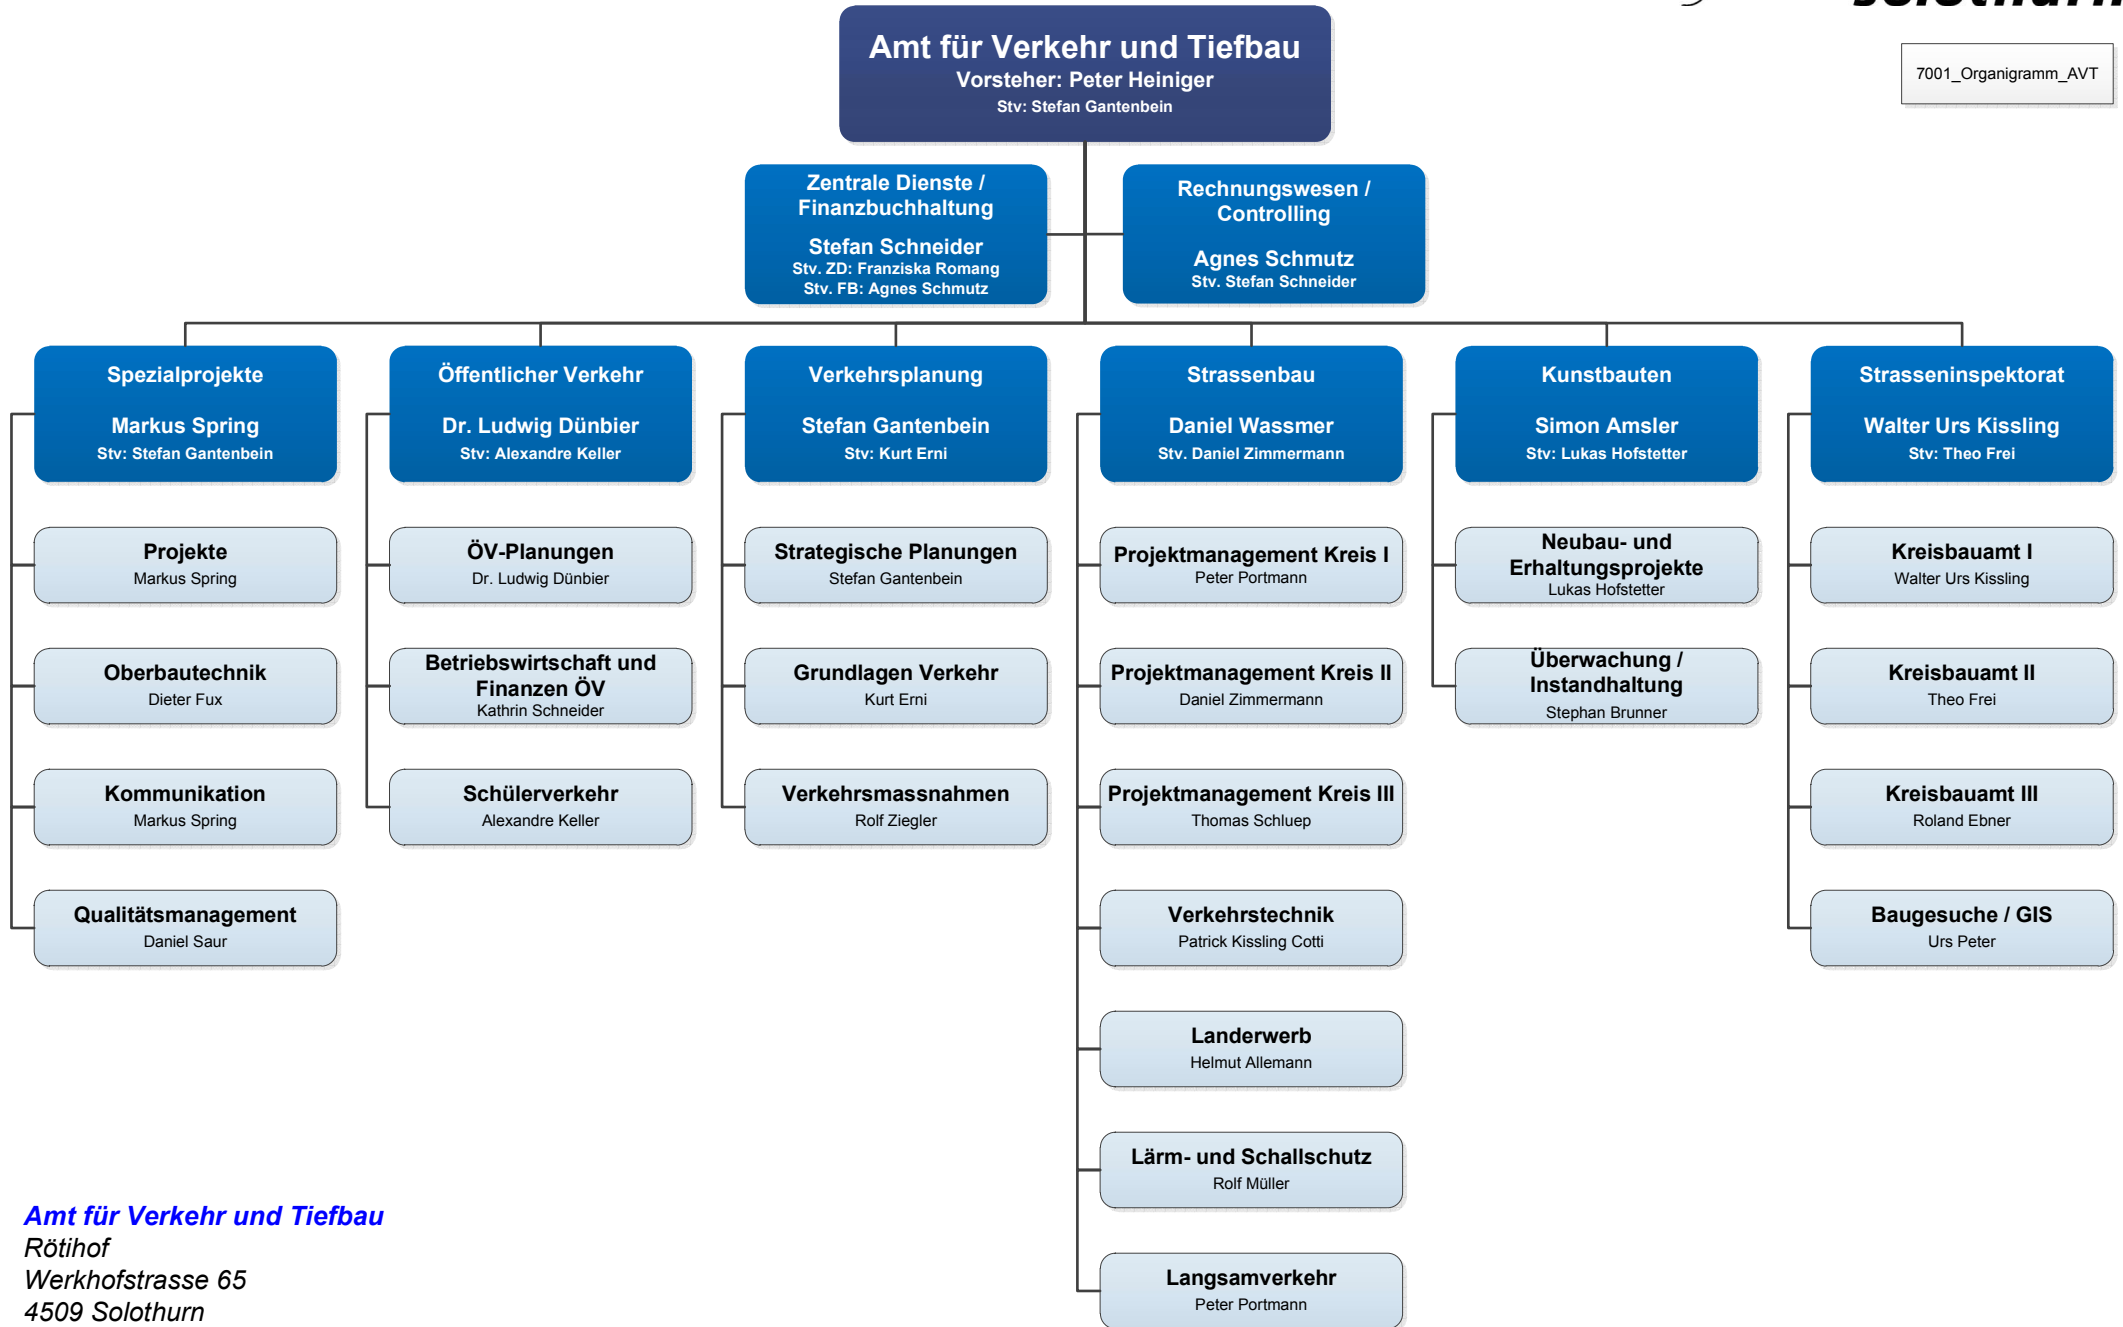 solothurn
7001_Organigramm_AVT
Amt für Verkehr und Tiefbau
Vorsteher: Peter Heiniger
Stv: Stefan Gantenbein
Zentrale Dienste /
Finanzbuchhaltung
Stefan Schneider
Stv. ZD: Franziska Romang
Stv. FB: Agnes Schmutz
Rechnungswesen /
Controlling
Agnes Schmutz
Stv. Stefan Schneider
Spezialprojekte
Markus Spring
Stv: Stefan Gantenbein
Projekte
Markus Spring
Oberbautechnik
Dieter Fux
Kommunikation
Markus Spring
Qualitätsmanagement
Daniel Saur
Öffentlicher Verkehr
Dr. Ludwig Dünbier
Stv: Alexandre Keller
ÖV-Planungen
Dr. Ludwig Dünbier
Betriebswirtschaft und
Finanzen ÖV
Kathrin Schneider
Schülerverkehr
Alexandre Keller
Verkehrsplanung
Stefan Gantenbein
Stv: Kurt Erni
Strategische Planungen
Stefan Gantenbein
Grundlagen Verkehr
Kurt Erni
Verkehrsmassnahmen
Rolf Ziegler
Strassenbau
Daniel Wassmer
Stv. Daniel Zimmermann
Projektmanagement Kreis I
Peter Portmann
Projektmanagement Kreis II
Daniel Zimmermann
Projektmanagement Kreis III
Thomas Schluep
Verkehrstechnik
Patrick Kissling Cotti
Landerwerb
Helmut Allemann
Lärm- und Schallschutz
Rolf Müller
Langsamverkehr
Peter Portmann
Kunstbauten
Simon Amsler
Stv: Lukas Hofstetter
Neubau- und
Erhaltungsprojekte
Lukas Hofstetter
Überwachung /
Instandhaltung
Stephan Brunner
Strasseninspektorat
Walter Urs Kissling
Stv: Theo Frei
Kreisbauamt I
Walter Urs Kissling
Kreisbauamt II
Theo Frei
Kreisbauamt III
Roland Ebner
Baugesuche / GIS
Urs Peter
Amt für Verkehr und Tiefbau
Rötihof
Werkhofstrasse 65
4509 Solothurn